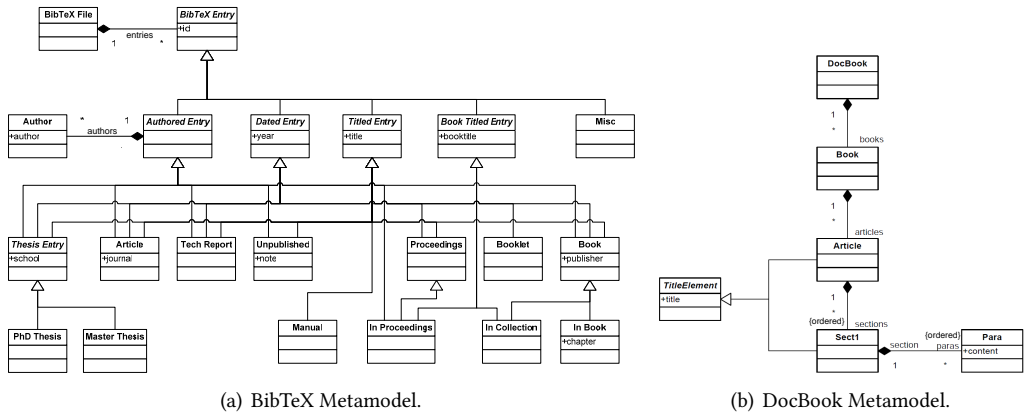 BibTeX File
BibTeX Entry
+id
entries
1
*
Author
+author
*
1
authors
Authored Entry
Dated Entry
+year
Titled Entry
+title
Book Titled Entry
+booktitle
Misc
Thesis Entry
+school
Article
+journal
Tech Report
Unpublished
+note
Proceedings
Booklet
Book
+publisher
PhD Thesis
Master Thesis
Manual
In Proceedings
In Collection
In Book
+chapter
(a) BibTeX Metamodel.
DocBook
1
*
books
Book
1
*
articles
Article
TitleElement
+title
1
*
{ordered}
sections
Sect1
section
1
{ordered}
paras
*
Para
+content
(b) DocBook Metamodel.